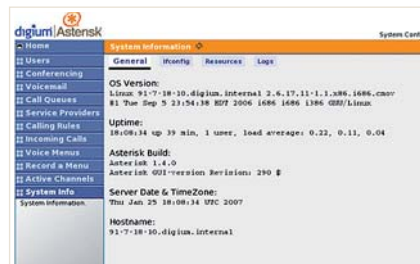 digium Asterisk
System Conf
Home
Users
Conferencing
Voicemail
Call Queues
Service Providers
Calling Rules
Incoming Calls
Voice Menus
Record a Menu
Active Channels
System Info
System Information.
System Information
General Ifconfig Resources Logs
OS Version:
Linux 91-7-18-10.digium.internal 2.6.17.11-1.1.x86.i686.cmov
#1 Tue Sep 5 23:54:38 EDT 2006 i686 i686 i386 GNU/Linux
Uptime:
18:08:34 up 39 min, 1 user, load average: 0.22, 0.11, 0.04
Asterisk Build:
Asterisk 1.4.0
Asterisk GUI-version Revision: 290 $
Server Date & TimeZone:
Thu Jan 25 18:08:34 UTC 2007
Hostname:
91-7-18-10.digium.internal